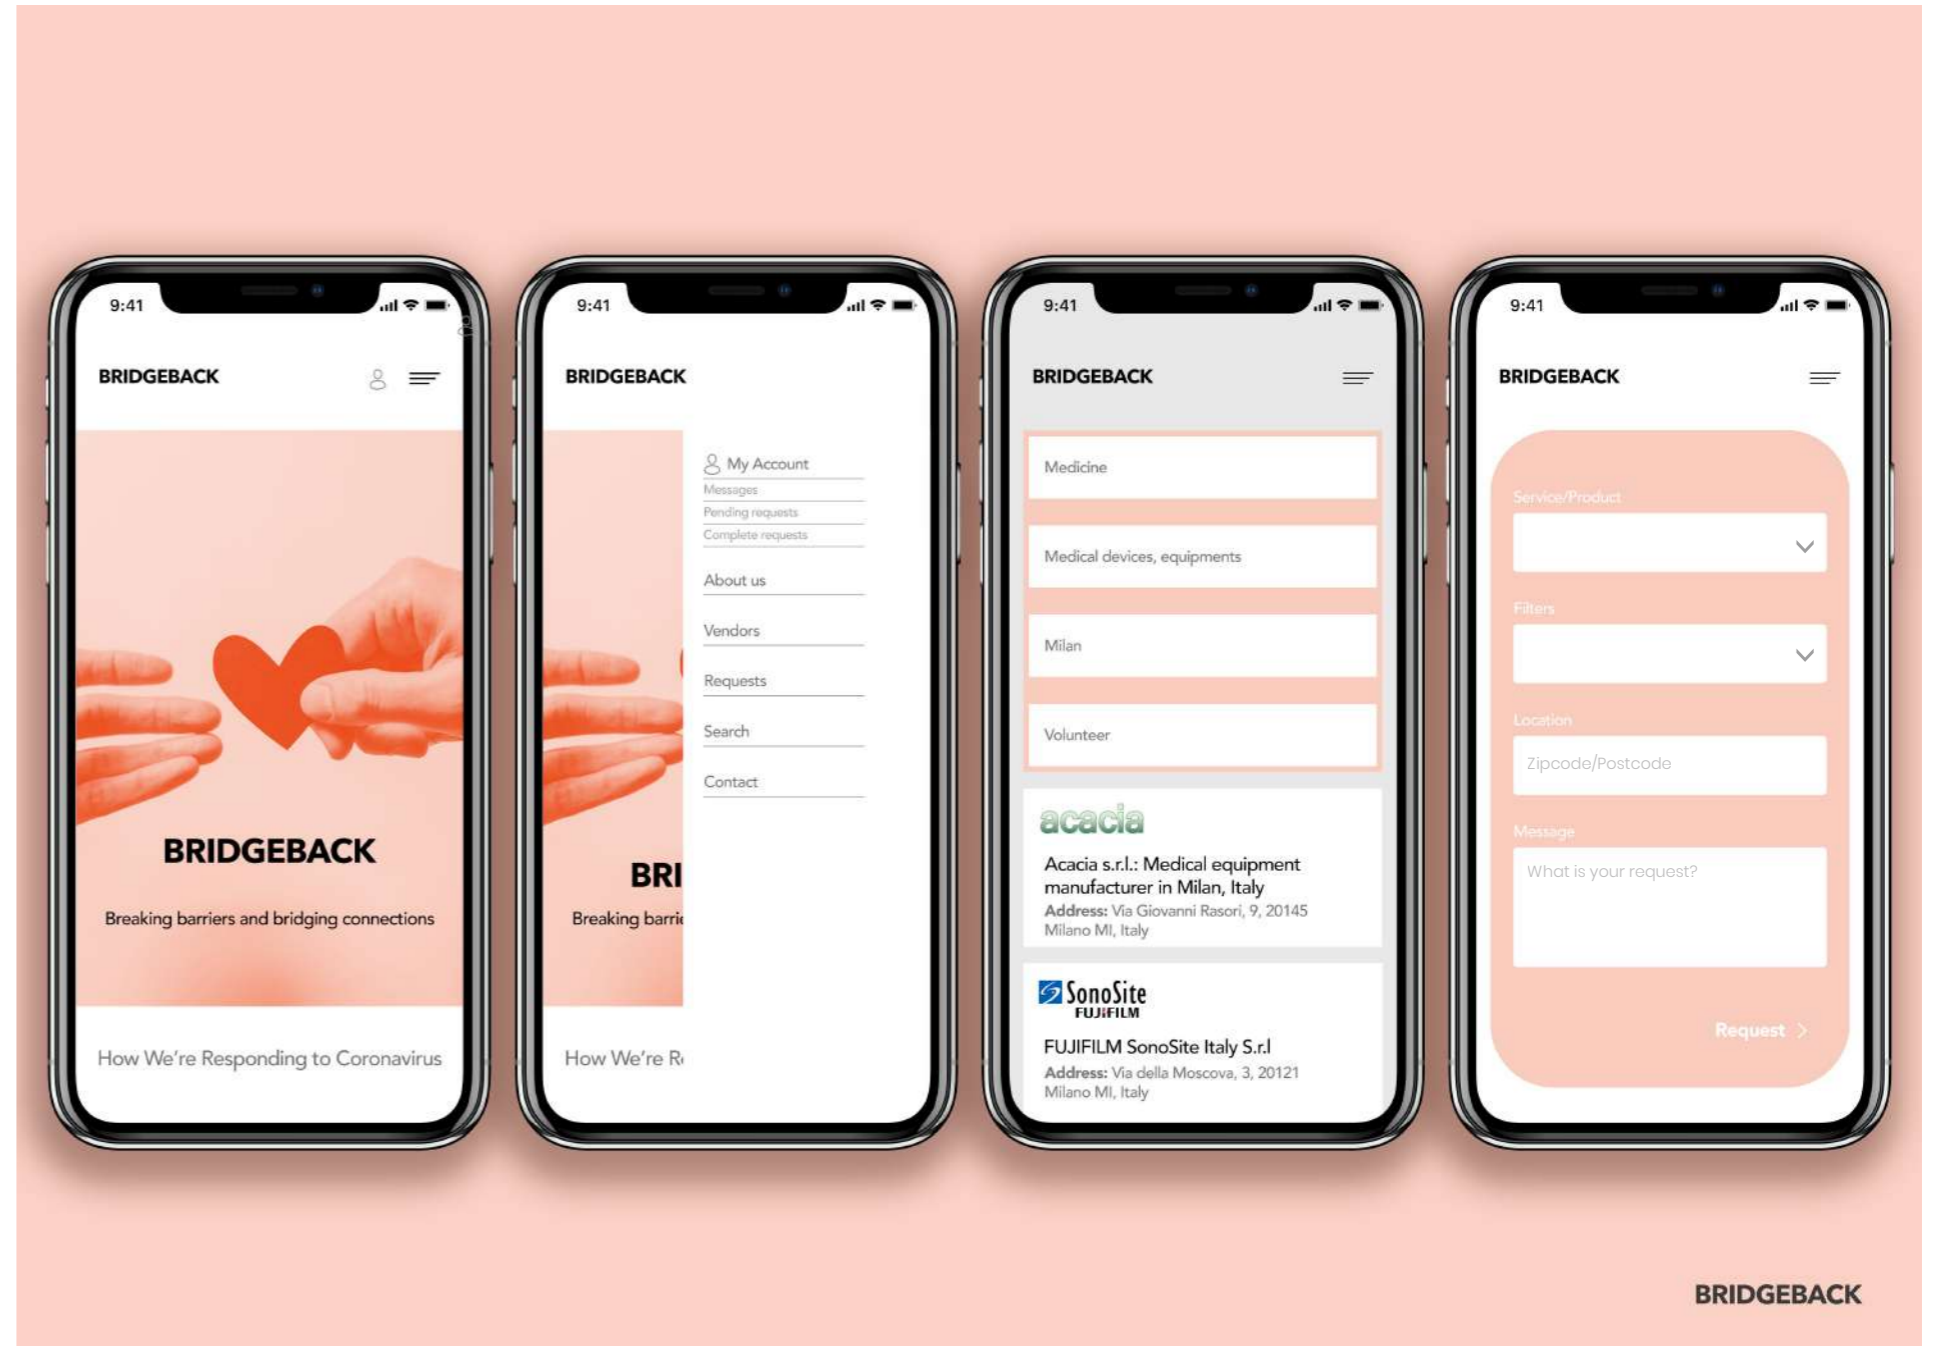 9:41
BRIDGEBACK
BRIDGEBACK
Breaking barriers and bridging connections
How We're Responding to Coronavirus
9:41
BRIDGEBACK
My Account
Messages
Pending requests
Complete requests
About us
Vendors
Requests
Search
Contact
BRI
Breaking barrie
How We're R
9:41
BRIDGEBACK
Medicine
Medical devices, equipments
Milan
Volunteer
acacia
Acacia s.r.l.: Medical equipment
manufacturer in Milan, Italy
Address: Via Giovanni Rasori, 9, 20145
Milano MI, Italy
SonoSite
FUJIFILM
FUJIFILM SonoSite Italy S.r.l
Address: Via della Moscova, 3, 20121
Milano MI, Italy
9:41
BRIDGEBACK
Service/Product
Filters
Location
Zipcode/Postcode
Message
What is your request?
Request >
BRIDGEBACK